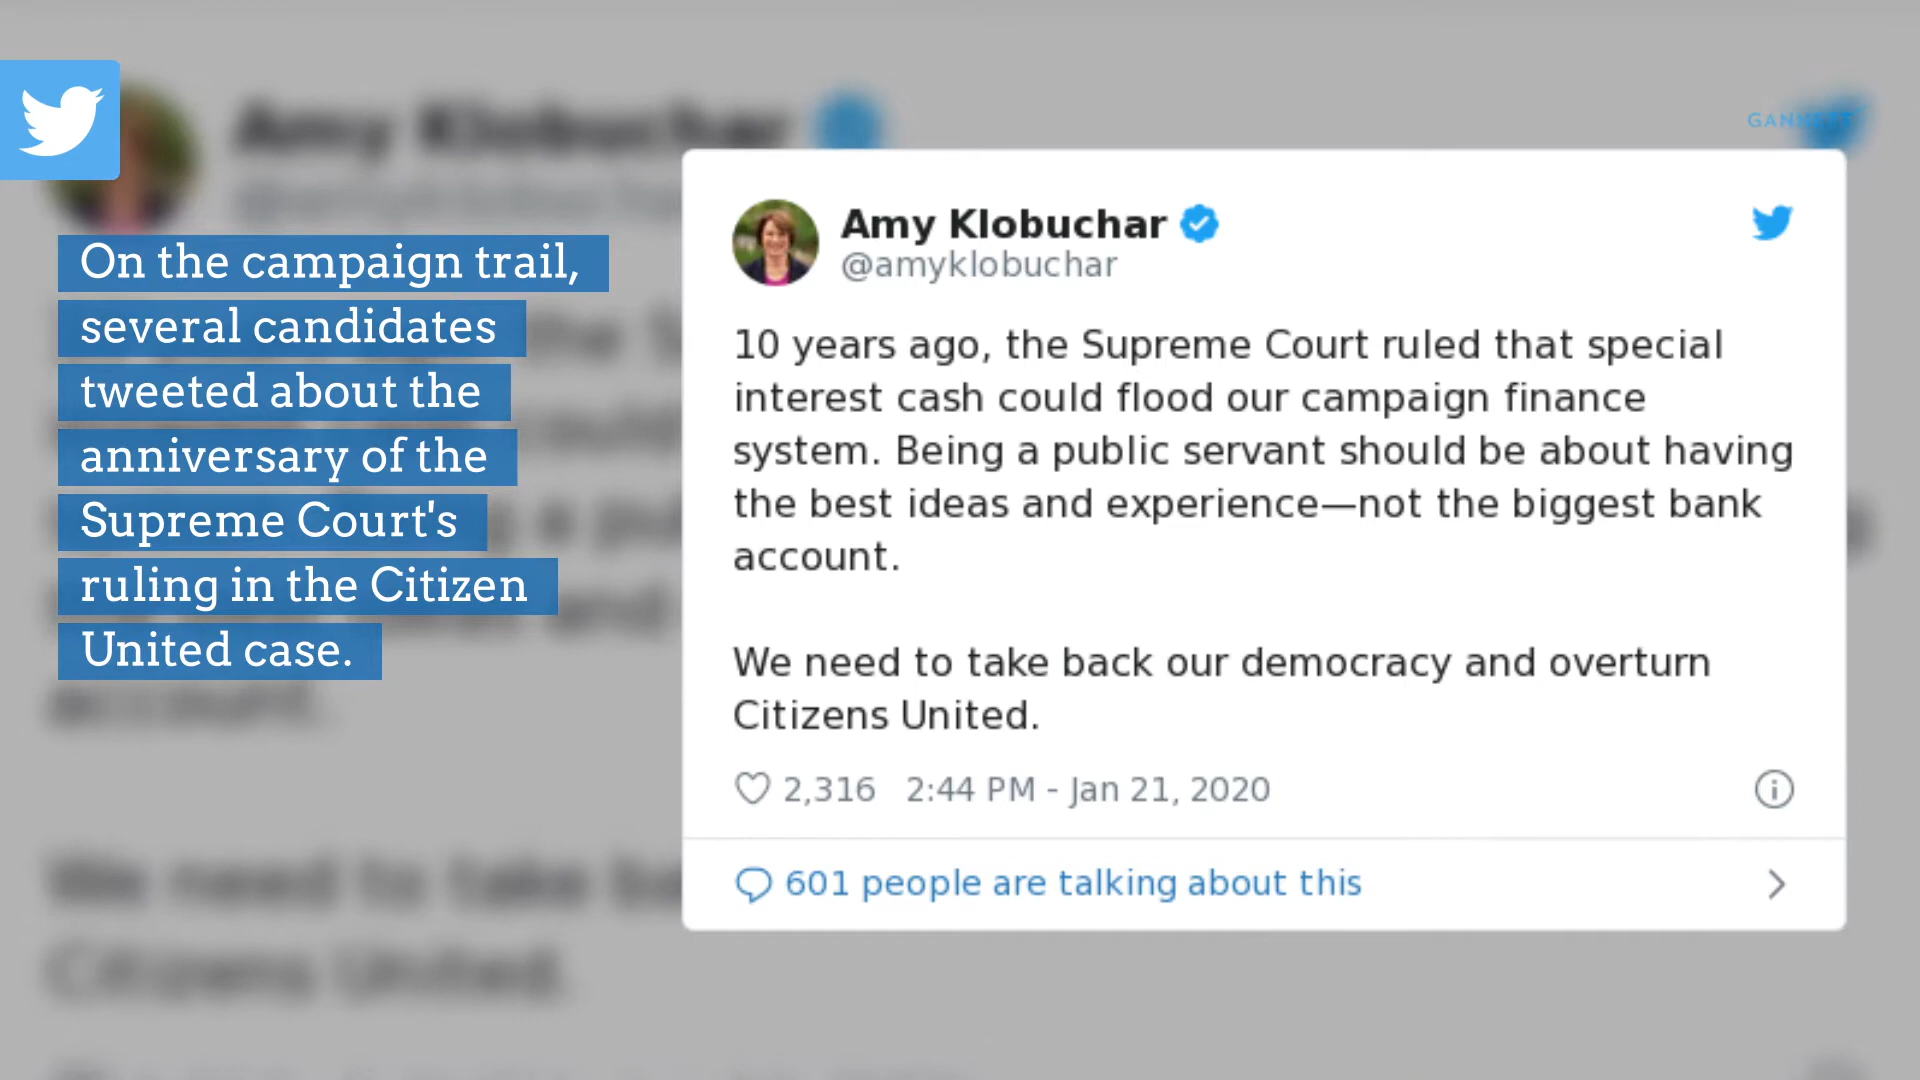 On the campaign trail,
several candidates
tweeted about the
anniversary of the
Supreme Court's
ruling in the Citizen
United case.
GANNETT
Amy Klobuchar
@amyklobuchar
10 years ago, the Supreme Court ruled that special
interest cash could flood our campaign finance
system. Being a public servant should be about having
the best ideas and experience—not the biggest bank
account.
We need to take back our democracy and overturn
Citizens United.
2,316 2:44 PM - Jan 21, 2020
601 people are talking about this